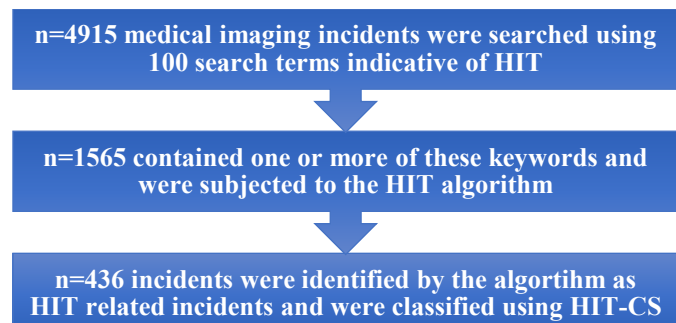 n=4915 medical imaging incidents were searched using
100 search terms indicative of HIT
n=1565 contained one or more of these keywords and
were subjected to the HIT algorithm
n=436 incidents were identified by the algortihm as
HIT related incidents and were classified using HIT-CS